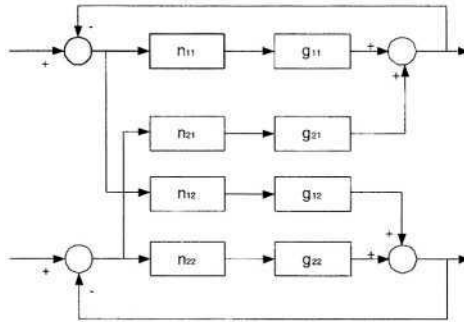 -
+
n11
g11
+
+
n21
g21
n12
g12
+
+
n22
g22
+
-